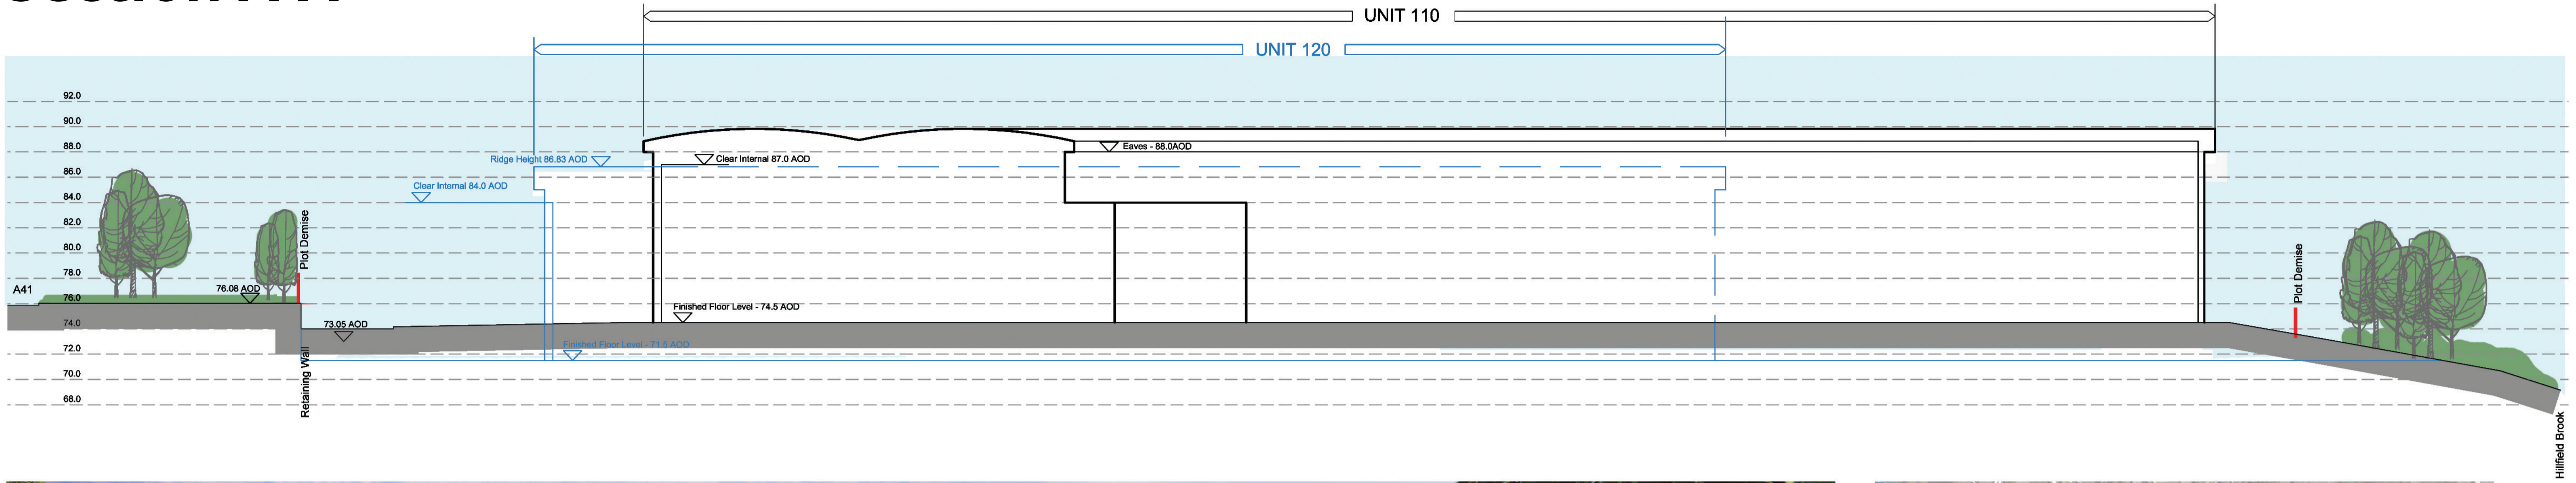 UNIT 110
UNIT 120
92.0
90.0
88.0
86.0
84.0
82.0
80.0
78.0
76.0
74.0
72.0
70.0
68.0
Ridge Height 86.83 AOD
Clear Internal 87.0 AOD
Eaves - 88.0AOD
Clear Internal 84.0 AOD
Plot Demise
A41
76.08 AOD
73.05 AOD
Finished Floor Level - 74.5 AOD
Finished Floor Level - 71.5 AOD
Retaining Wall
Plot Demise
Hillfield Brook